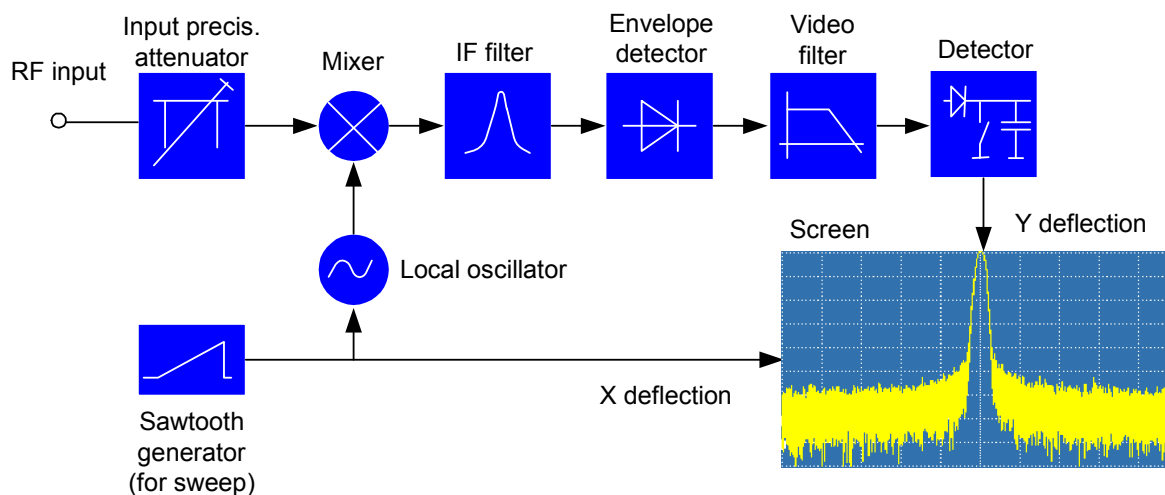 RF input
Input precis.
attenuator
Mixer
IF filter
Envelope
detector
Video
filter
Detector
Local oscillator
Screen
Y deflection
X deflection
Sawtooth
generator
(for sweep)